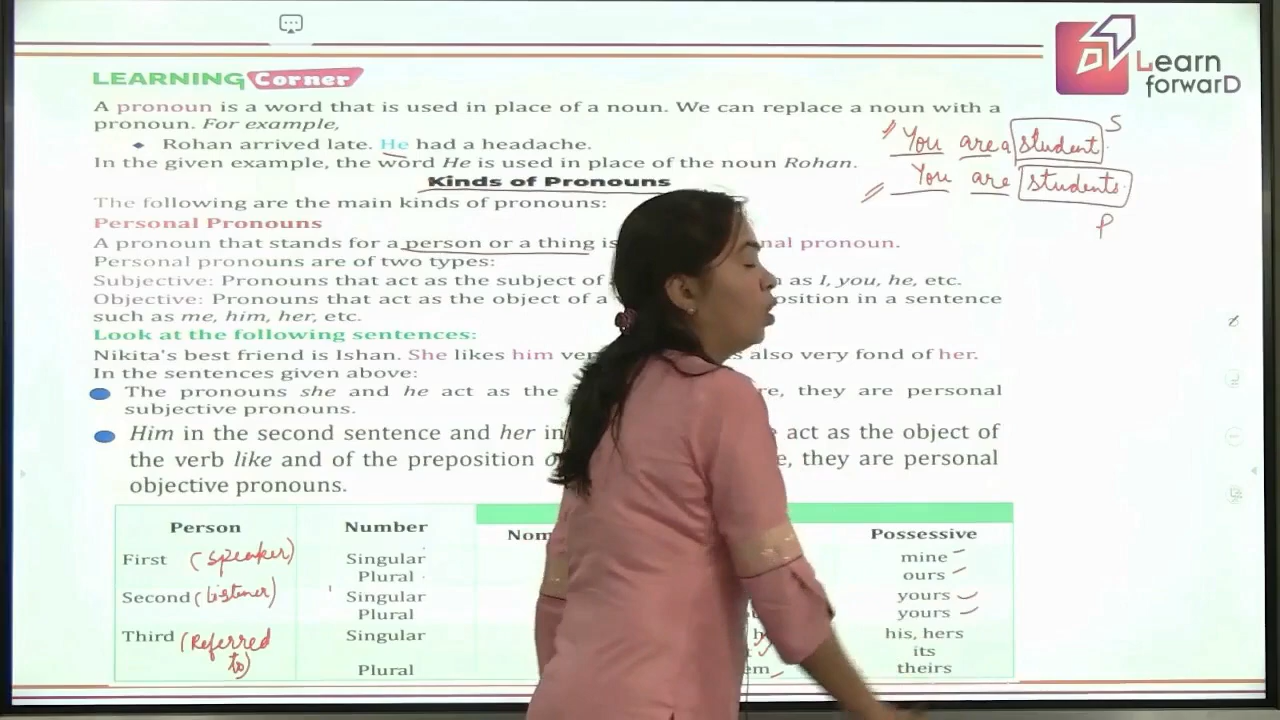 LEARNING Corner
Learn
forwarD
A pronoun is a word that is used in place of a noun. We can replace a noun with a
pronoun. For example,
Rohan arrived late. He had a headache.
In the given example, the word He is used in place of the noun Rohan.
You are a student. S
You are students.
P
Kinds of Pronouns
The following are the main kinds of pronouns:
Personal Pronouns
A pronoun that stands for a person or a thing is pronoun.
Personal pronouns are of two types:
Subjective: Pronouns that act as the subject of as I, you, he, etc.
Objective: Pronouns that act as the object of a in a sentence
such as me, him, her, etc.
Look at the following sentences:
Nikita's best friend is Ishan. She likes him also very fond of her.
In the sentences given above:
The pronouns she and he act as the they are personal
subjective pronouns.
Him in the second sentence and her in act as the object of
the verb like and of the preposition they are personal
objective pronouns.
Person Number Possessive
First (Speaker) Singular mine
Plural ours
Second (Listener) Singular yours
Plural yours
Third (Referred to) Singular his, hers
its
Plural theirs